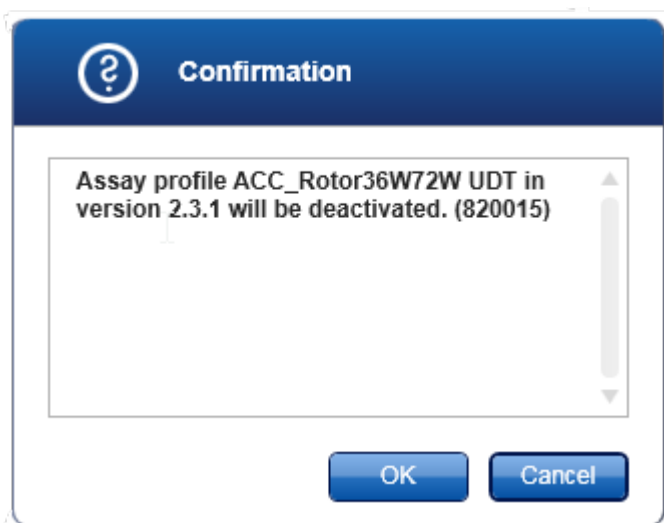 Confirmation
Assay profile ACC_Rotor36W72W UDT in
version 2.3.1 will be deactivated. (820015)
OK
Cancel